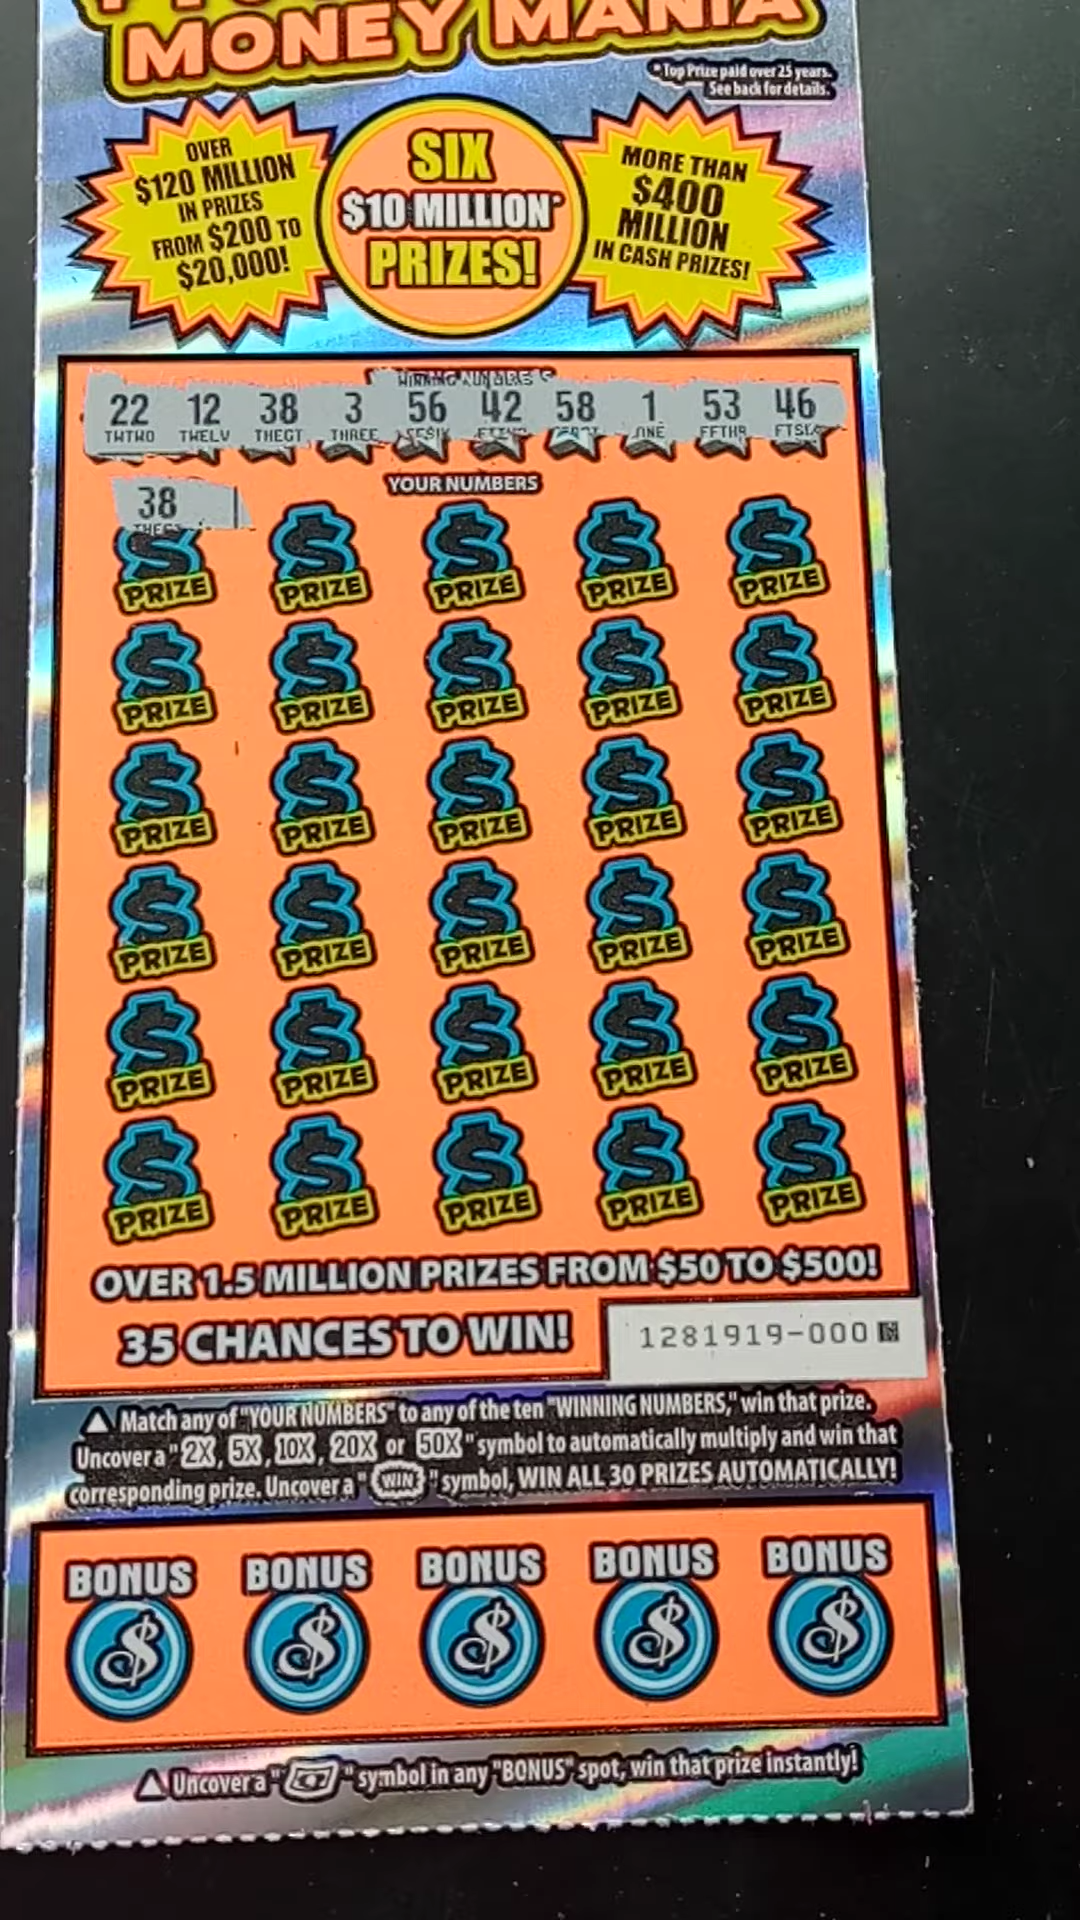 MONEY MANIA
*Top Prize paid over 25 years.
See back for details.
OVER
$120 MILLION
IN PRIZES
FROM $200 TO
$20,000!
SIX
$10 MILLION*
PRIZES!
MORE THAN
$400
MILLION
IN CASH PRIZES!
WINNING NUMBERS
22 12 38 3 56 42 58 1 53 46
TWTWO TWELV THEGT THREE ONE FFTHR
YOUR NUMBERS
38
PRIZE PRIZE PRIZE PRIZE PRIZE
PRIZE PRIZE PRIZE PRIZE PRIZE
PRIZE PRIZE PRIZE PRIZE PRIZE
PRIZE PRIZE PRIZE PRIZE PRIZE
PRIZE PRIZE PRIZE PRIZE PRIZE
PRIZE PRIZE PRIZE PRIZE PRIZE
OVER 1.5 MILLION PRIZES FROM $50 TO $500!
35 CHANCES TO WIN!
1281919-000
▲ Match any of "YOUR NUMBERS" to any of the ten "WINNING NUMBERS," win that prize.
Uncover a "2X, 5X, 10X, 20X or 50X" symbol to automatically multiply and win that
corresponding prize. Uncover a "WIN" symbol, WIN ALL 30 PRIZES AUTOMATICALLY!
BONUS BONUS BONUS BONUS BONUS
$ $ $ $ $
▲ Uncover a " " symbol in any "BONUS" spot, win that prize instantly!